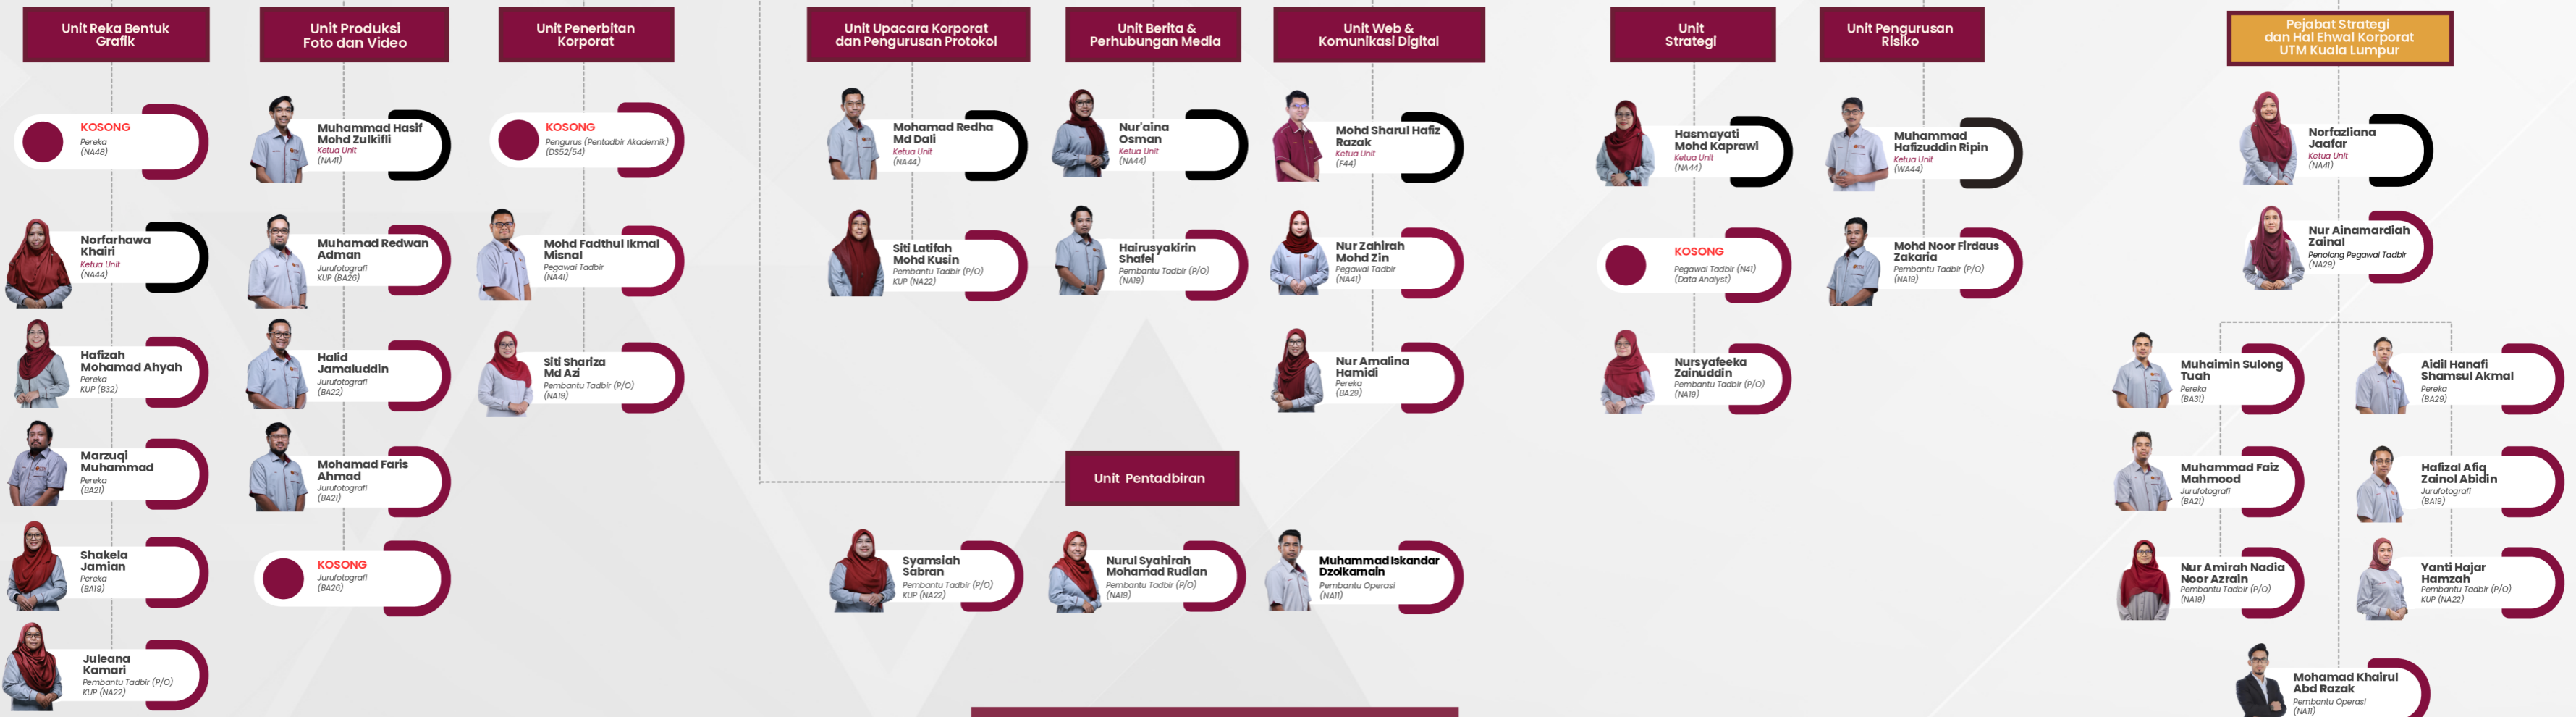 Unit Reka Bentuk
Grafik
KOSONG
Pereka
(NA48)
Norfarhawa
Khairi
Ketua Unit
(NA44)
Hafizah
Mohamad Ahyah
Pereka
KUP (B32)
Marzuqi
Muhammad
Pereka
(BA21)
Shakela
Jamian
Pereka
(BA19)
Juleana
Kamari
Pembantu Tadbir (P/O)
KUP (NA22)
Unit Produksi
Foto dan Video
Muhammad Hasif
Mohd Zulkifli
Ketua Unit
(NA41)
Muhamad Redwan
Adman
Jurufotografi
KUP (BA26)
Halid
Jamaluddin
Jurufotografi
(BA22)
Mohamad Faris
Ahmad
Jurufotografi
(BA21)
KOSONG
Jurufotografi
(BA26)
Unit Penerbitan
Korporat
KOSONG
Pengurus (Pentadbir Akademik)
(DS52/54)
Mohd Fadthul Ikmal
Misnal
Pegawai Tadbir
(NA41)
Siti Shariza
Md Azi
Pembantu Tadbir (P/O)
(NA19)
Unit Upacara Korporat
dan Pengurusan Protokol
Mohamad Redha
Md Dali
Ketua Unit
(NA44)
Siti Latifah
Mohd Kusin
Pembantu Tadbir (P/O)
KUP (NA22)
Unit Berita &
Perhubungan Media
Nur'aina
Osman
Ketua Unit
(NA44)
Hairusyakirin
Shafei
Pembantu Tadbir (P/O)
(NA19)
Unit Web &
Komunikasi Digital
Mohd Sharul Hafiz
Razak
Ketua Unit
(F44)
Nur Zahirah
Mohd Zin
Pegawai Tadbir
(NA41)
Nur Amalina
Hamidi
Pereka
(BA29)
Unit Pentadbiran
Syamsiah
Sabran
Pembantu Tadbir (P/O)
KUP (NA22)
Nurul Syahirah
Mohamad Rudian
Pembantu Tadbir (P/O)
(NA19)
Muhammad Iskandar
Dzolkarnain
Pembantu Operasi
(NA11)
Unit
Strategi
Hasmayati
Mohd Kaprawi
Ketua Unit
(NA44)
KOSONG
Pegawai Tadbir (N41)
(Data Analyst)
Nursyafeeka
Zainuddin
Pembantu Tadbir (P/O)
(NA19)
Unit Pengurusan
Risiko
Muhammad
Hafizuddin Ripin
Ketua Unit
(WA44)
Mohd Noor Firdaus
Zakaria
Pembantu Tadbir (P/O)
(NA19)
Pejabat Strategi
dan Hal Ehwal Korporat
UTM Kuala Lumpur
Norfazliana
Jaafar
Ketua Unit
(NA41)
Nur Ainamardiah
Zainal
Penolong Pegawai Tadbir
(NA29)
Muhaimin Sulong
Tuah
Pereka
(BA31)
Aidil Hanafi
Shamsul Akmal
Pereka
(BA29)
Muhammad Faiz
Mahmood
Jurufotografi
(BA21)
Hafizal Afiq
Zainol Abidin
Jurufotografi
(BA19)
Nur Amirah Nadia
Noor Azrain
Pembantu Tadbir (P/O)
(NA19)
Yanti Hajar
Hamzah
Pembantu Tadbir (P/O)
KUP (NA22)
Mohamad Khairul
Abd Razak
Pembantu Operasi
(NA11)